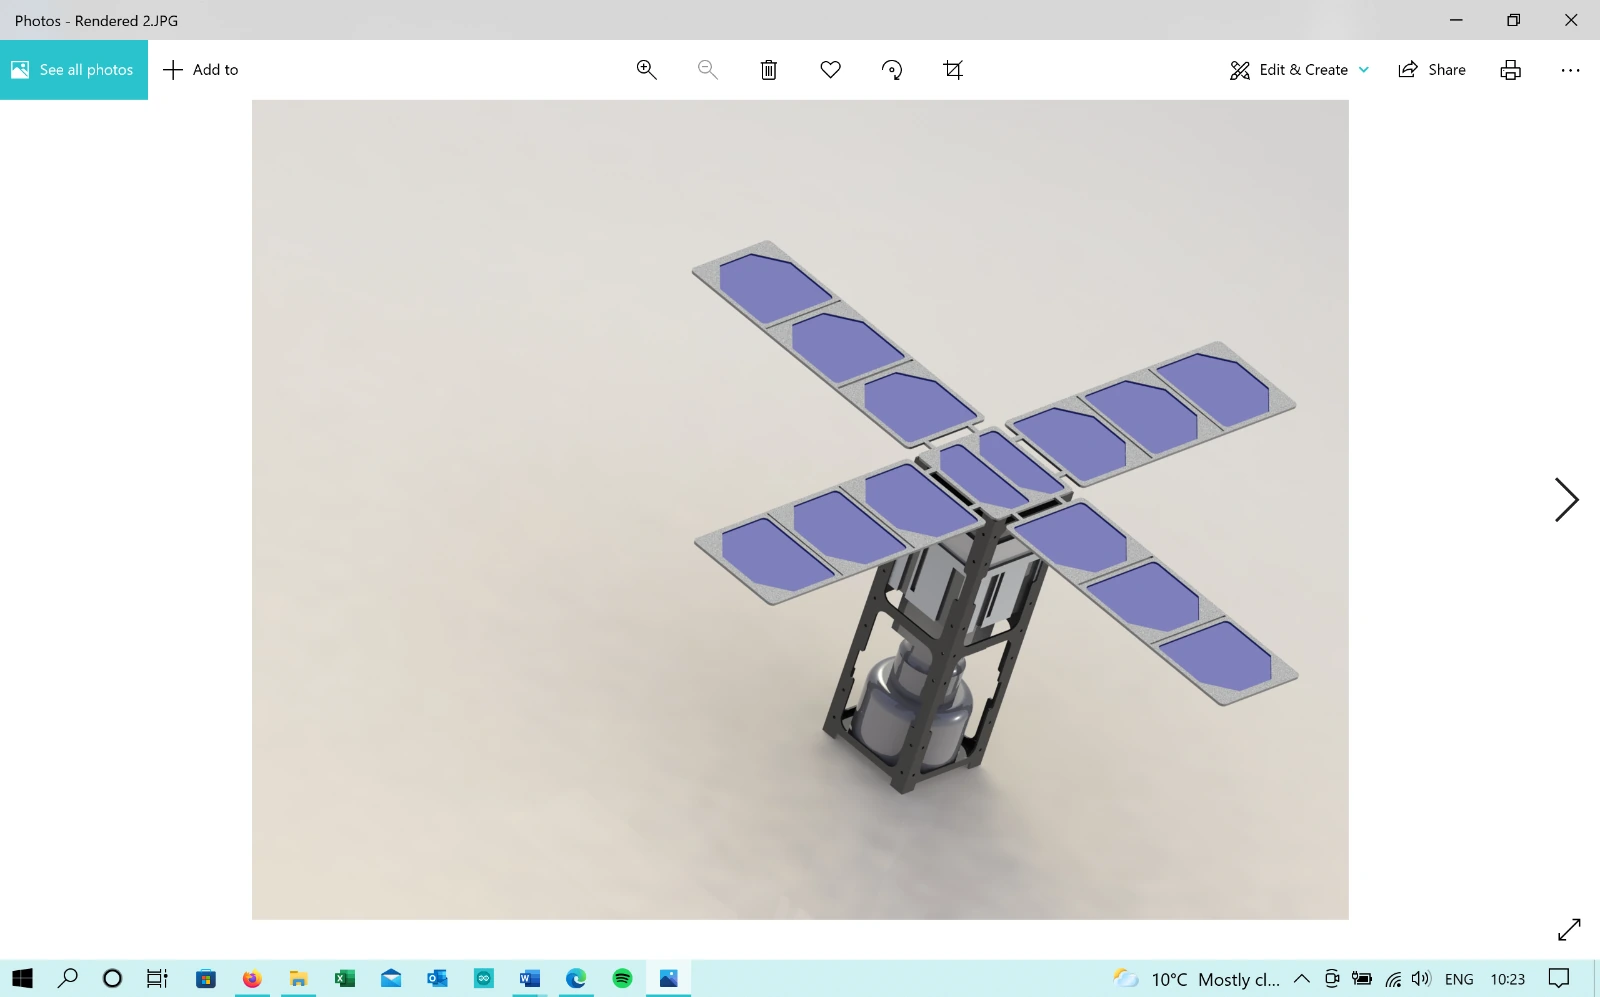 Photos - Rendered 2.JPG
See all photos
Add to
Edit & Create
Share
10°C Mostly cl...
ENG
10:23